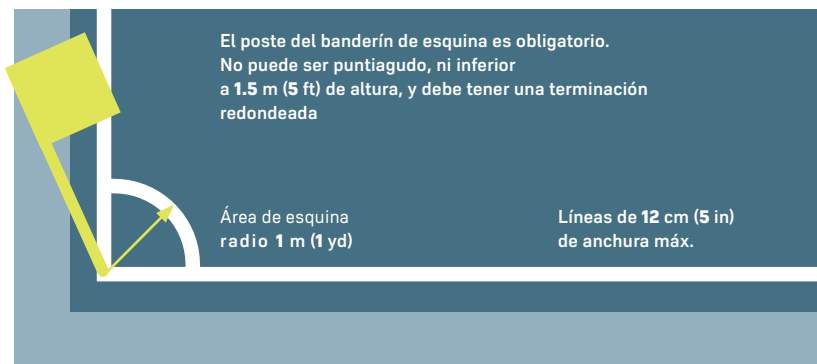 El poste del banderín de esquina es obligatorio.
No puede ser puntiagudo, ni inferior
a 1.5 m (5 ft) de altura, y debe tener una terminación
redondeada
Área de esquina
radio 1 m (1 yd)
Líneas de 12 cm (5 in)
de anchura máx.